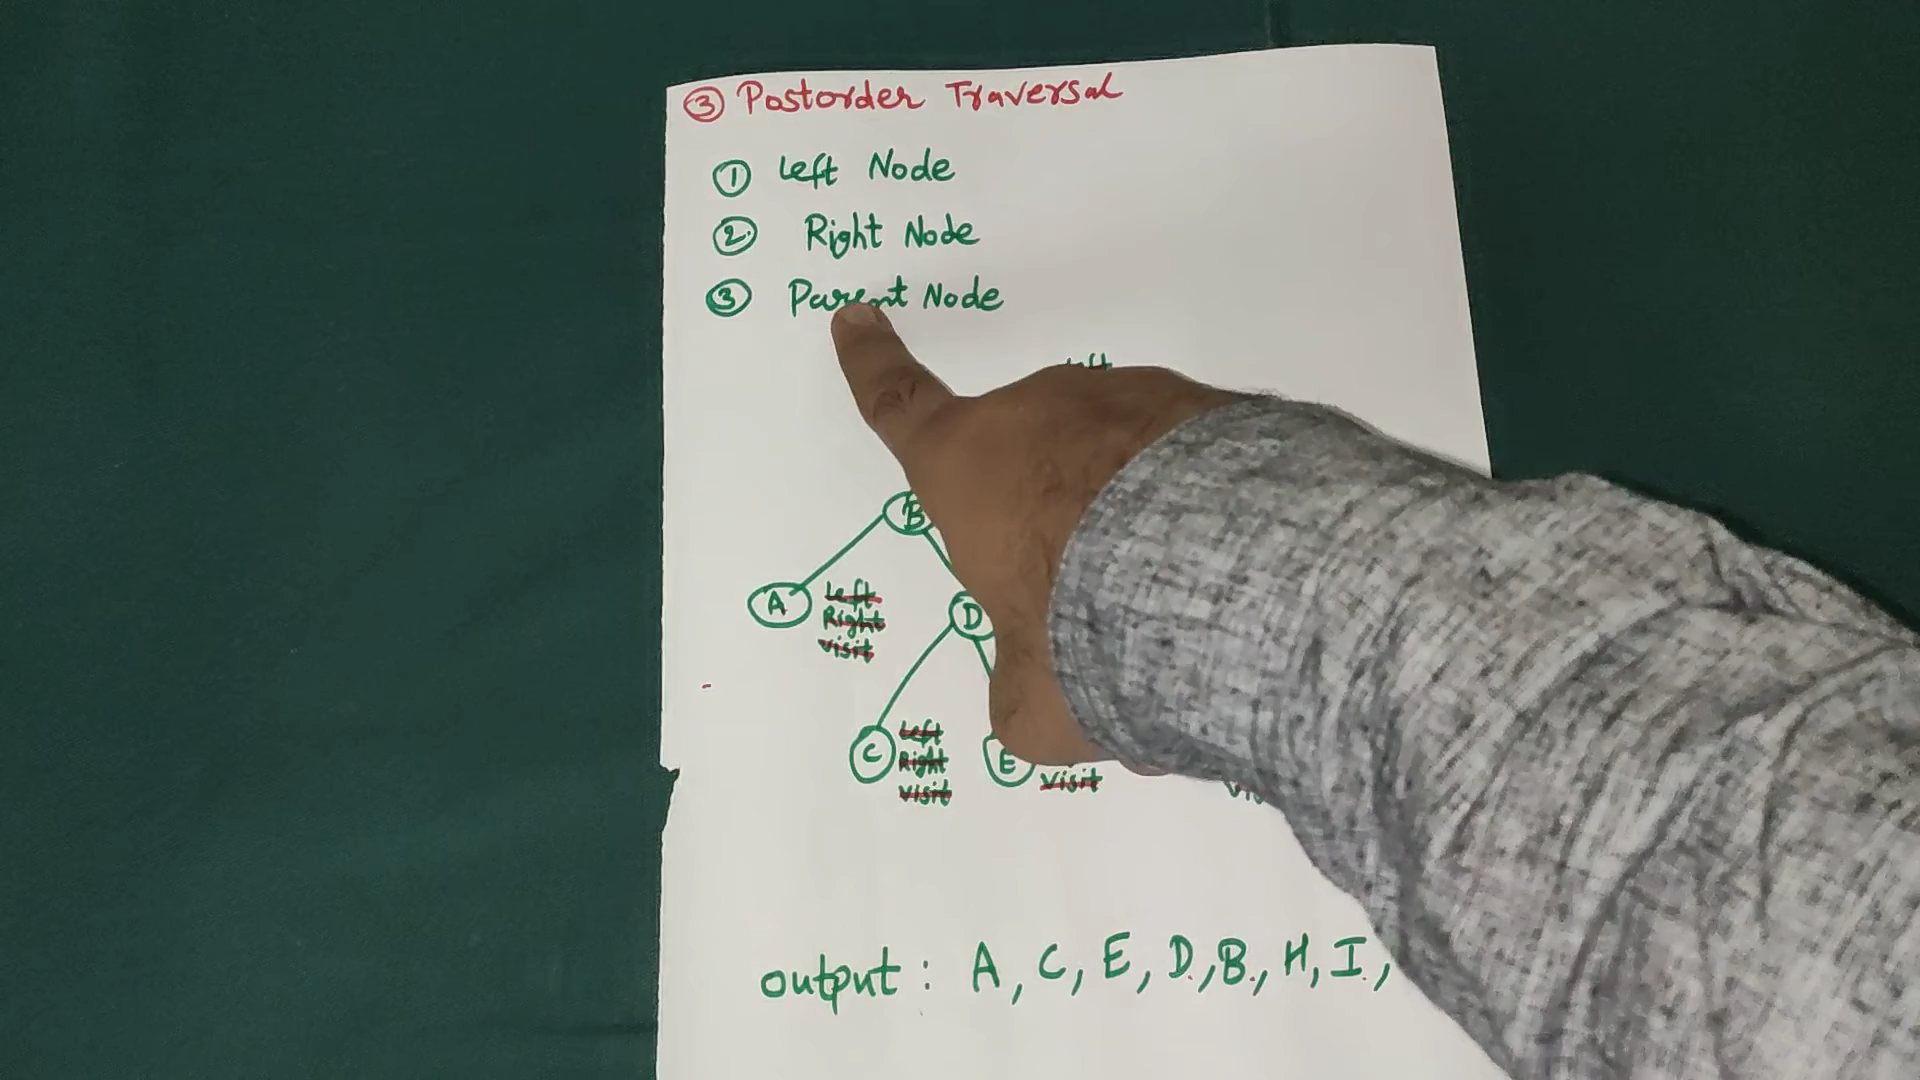 ③ Postorder Traversal
① Left Node
② Right Node
③ Parent Node
B
A
Left
Right
Visit
D
C
Left
Right
Visit
E
Visit
output : A, C, E, D, B, H, I,